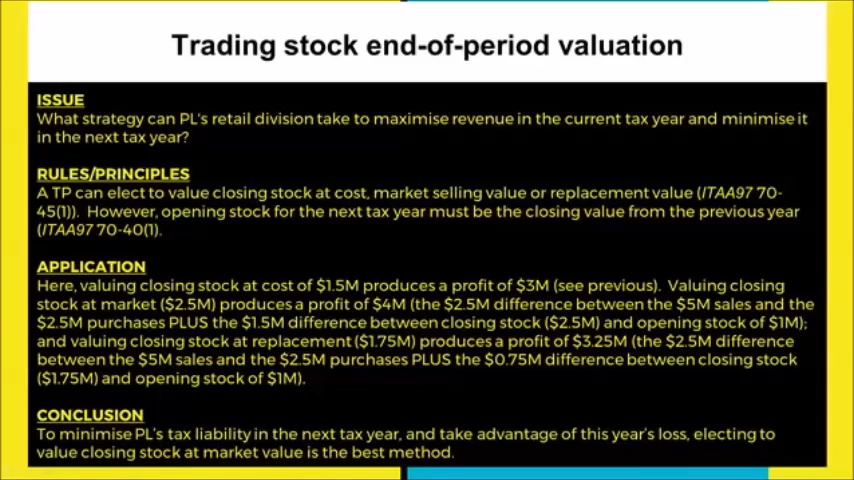 Trading stock end-of-period valuation
ISSUE
What strategy can PL's retail division take to maximise revenue in the current tax year and minimise it
in the next tax year?
RULES/PRINCIPLES
A TP can elect to value closing stock at cost, market selling value or replacement value (ITAA97 70-
45(1)). However, opening stock for the next tax year must be the closing value from the previous year
(ITAA97 70-40(1).
APPLICATION
Here, valuing closing stock at cost of $1.5M produces a profit of $3M (see previous). Valuing closing
stock at market ($2.5M) produces a profit of $4M (the $2.5M difference between the $5M sales and the
$2.5M purchases PLUS the $1.5M difference between closing stock ($2.5M) and opening stock of $1M);
and valuing closing stock at replacement ($1.75M) produces a profit of $3.25M (the $2.5M difference
between the $5M sales and the $2.5M purchases PLUS the $0.75M difference between closing stock
($1.75M) and opening stock of $1M).
CONCLUSION
To minimise PL's tax liability in the next tax year, and take advantage of this year's loss, electing to
value closing stock at market value is the best method.